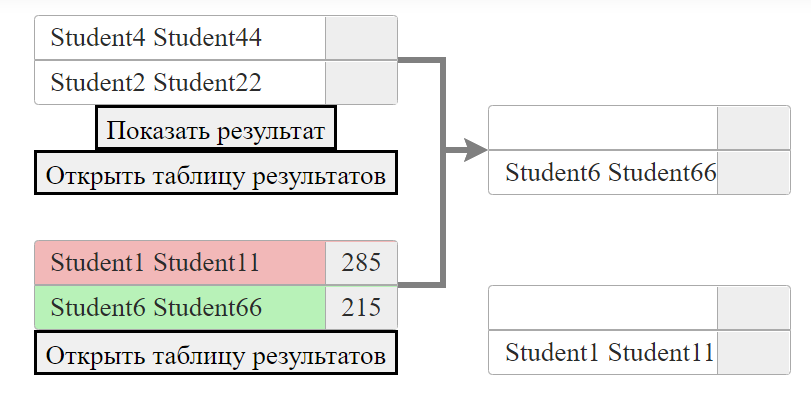 Student4 Student44
Student2 Student22
Показать результат
Открыть таблицу результатов
Student6 Student66
Student1 Student11 285
Student6 Student66 215
Открыть таблицу результатов
Student1 Student11